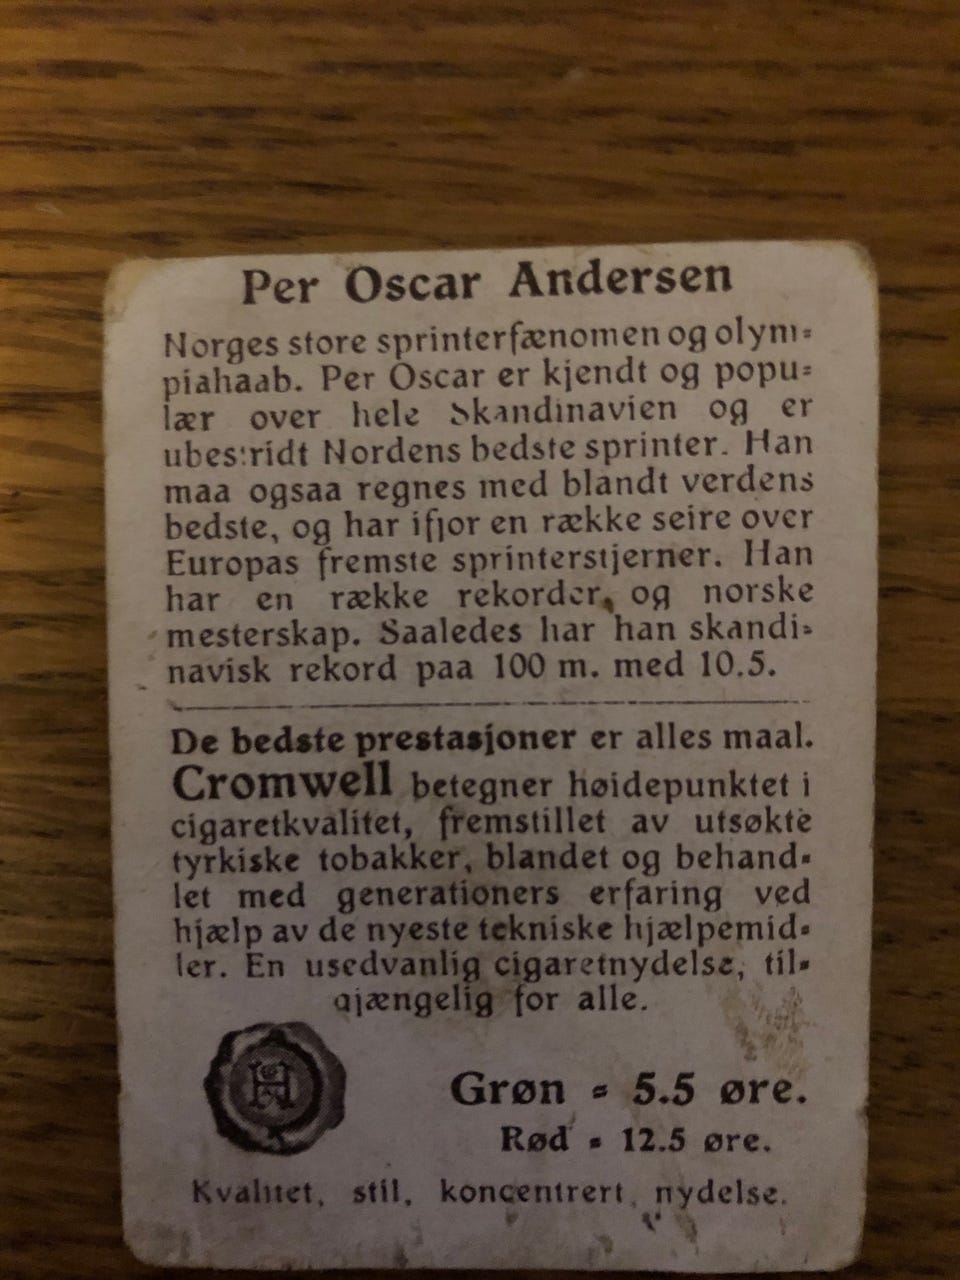 Per Oscar Andersen
Norges store sprinterfænomen og olym=
piahaab. Per Oscar er kjendt og popu=
lær over hele Skandinavien og er
ubestridt Nordens bedste sprinter. Han
maa ogsaa regnes med blandt verdens
bedste, og har ifjor en række seire over
Europas fremste sprinterstjerner. Han
har en række rekorder, og norske
mesterskap. Saaledes har han skandi=
navisk rekord paa 100 m. med 10.5.
De bedste prestasjoner er alles maal.
Cromwell betegner høidepunktet i
cigaretkvalitet, fremstillet av utsøkte
tyrkiske tobakker, blandet og behand=
let med generationers erfaring ved
hjælp av de nyeste tekniske hjælpemid=
ler. En usedvanlig cigaretnydelse, til=
gjængelig for alle.
H
Grøn = 5.5 øre.
Rød = 12.5 øre.
Kvalitet, stil, koncentrert nydelse.